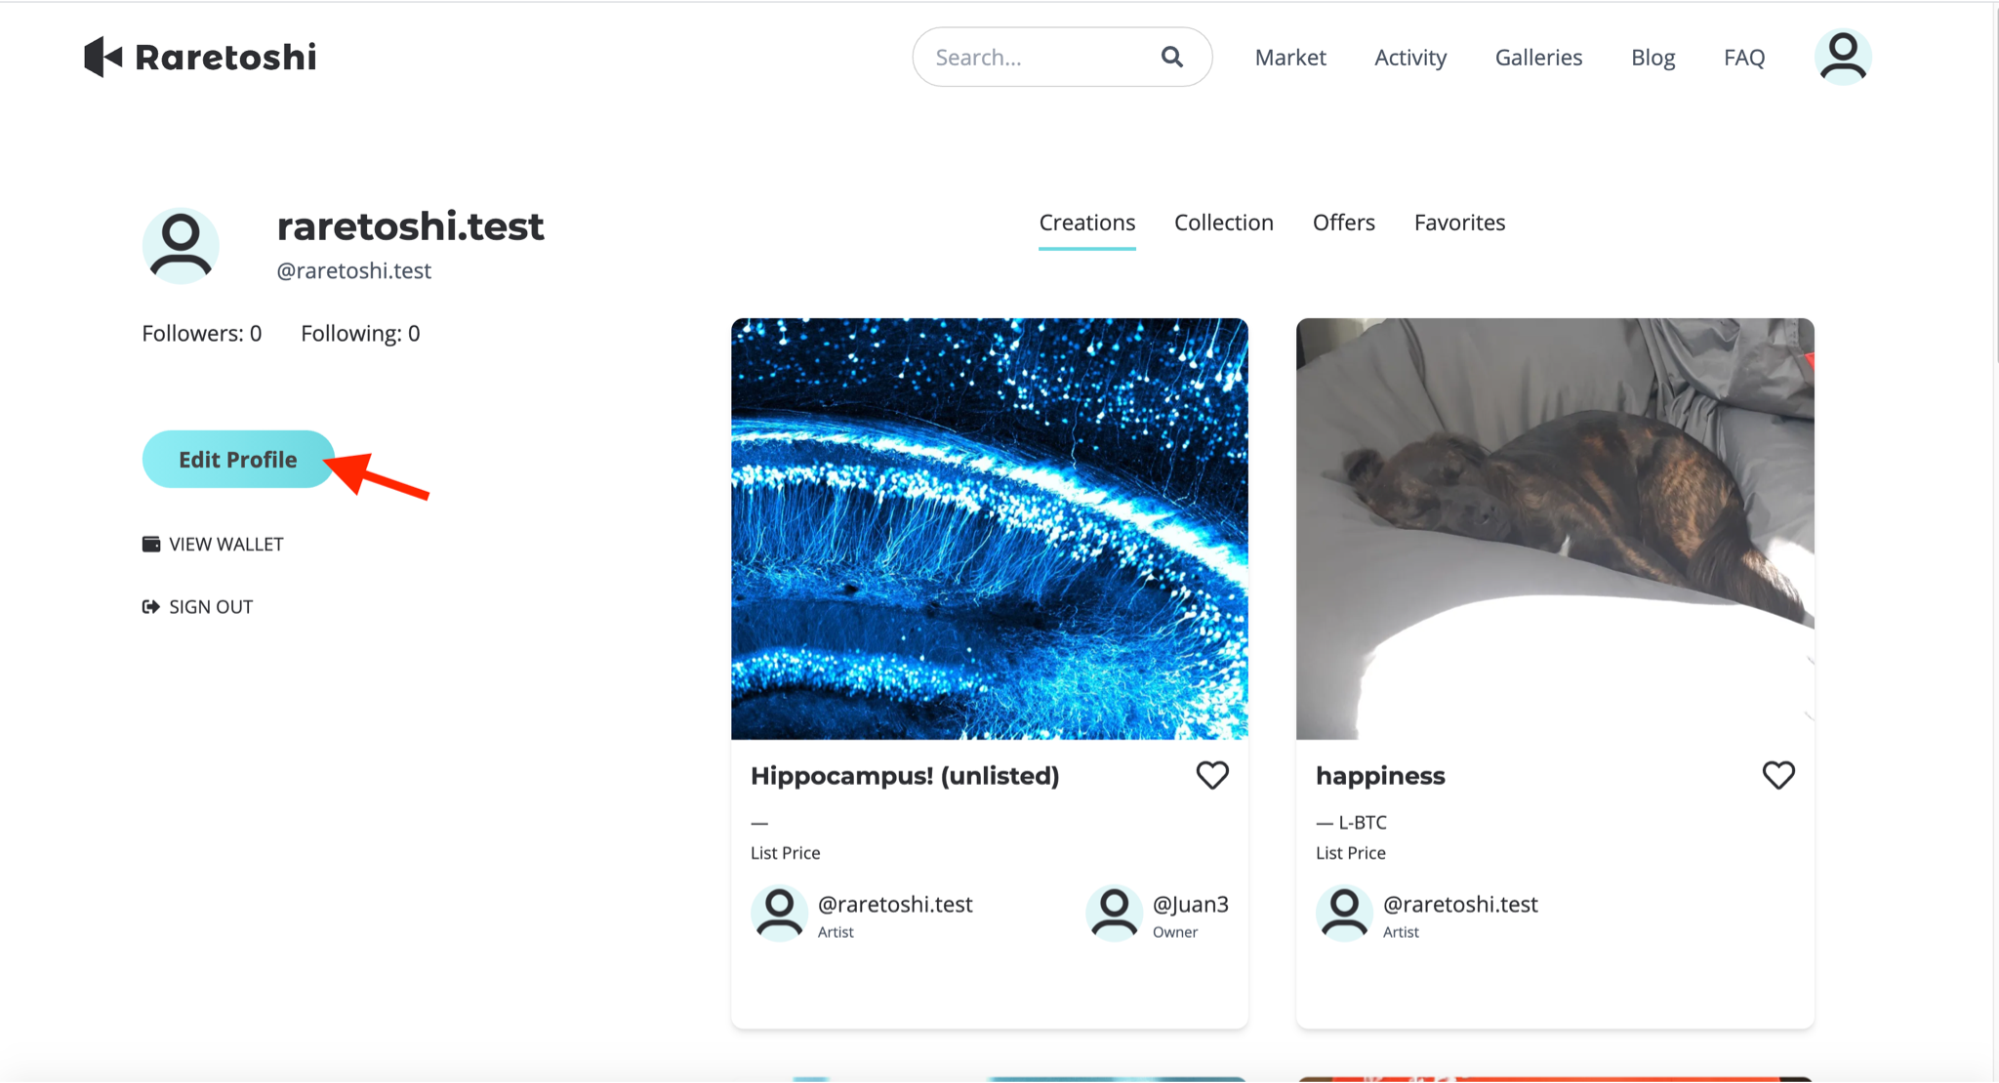 Raretoshi
Search...
Market
Activity
Galleries
Blog
FAQ
raretoshi.test
@raretoshi.test
Followers: 0
Following: 0
Edit Profile
VIEW WALLET
SIGN OUT
Creations
Collection
Offers
Favorites
Hippocampus! (unlisted)
—
List Price
@raretoshi.test
Artist
@Juan3
Owner
happiness
— L-BTC
List Price
@raretoshi.test
Artist